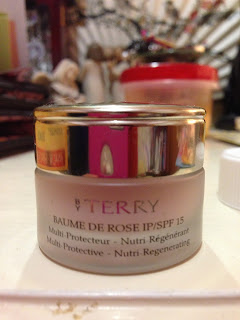 BY TERRY
BAUME DE ROSE IP/SPF 15
Multi-Protecteur - Nutri Régénérant
Multi-Protective - Nutri Regenerating